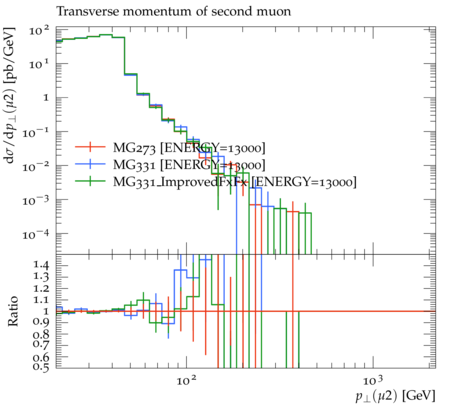 Transverse momentum of second muon
dσ/dp⊥(μ2) [pb/GeV]
10²
10¹
1
10⁻¹
10⁻²
10⁻³
10⁻⁴
MG273 [ENERGY=13000]
MG331 [ENERGY=13000]
MG331_ImprovedFxFx [ENERGY=13000]
Ratio
1.4
1.3
1.2
1.1
1
0.9
0.8
0.7
0.6
0.5
10²
10³
p⊥(μ2) [GeV]